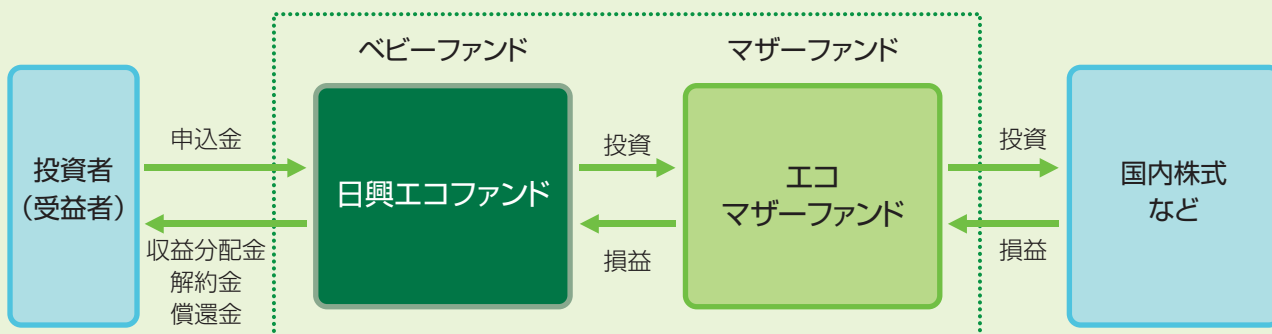 ベビーファンド
マザーファンド
投資者
（受益者）
申込金
収益分配金
解約金
償還金
日興エコファンド
投資
損益
エコ
マザーファンド
投資
損益
国内株式
など